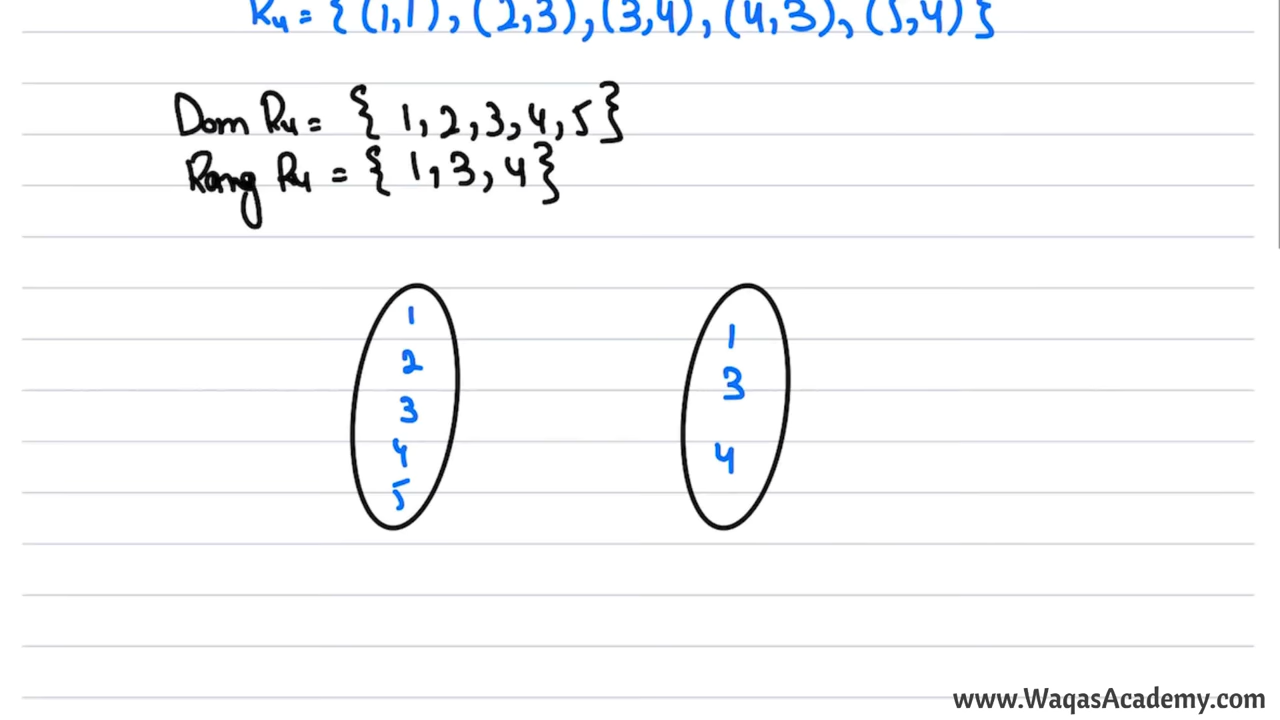 R₄ = { (1,1), (2,3), (3,4), (4,3), (5,4) }
Dom R₄ = { 1, 2, 3, 4, 5 }
Rang R₄ = { 1, 3, 4 }
1
2
3
4
5
1
3
4
www.WaqasAcademy.com